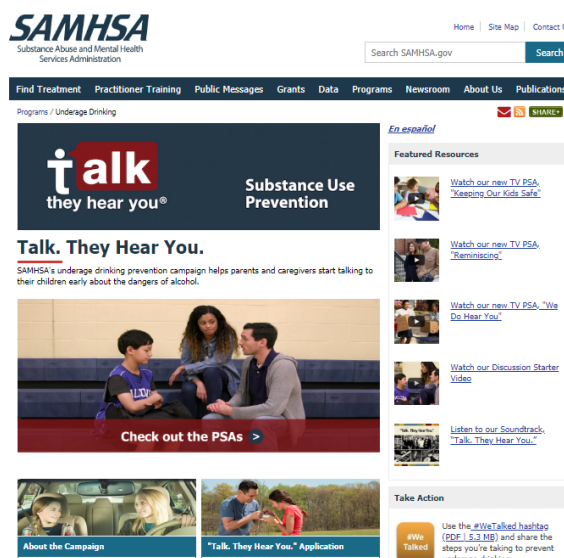 SAMHSA
Substance Abuse and Mental Health
Services Administration
Home
Site Map
Contact U
Search SAMHSA.gov
Search
Find Treatment
Practitioner Training
Public Messages
Grants
Data
Programs
Newsroom
About Us
Publications
Programs / Underage Drinking
SHARE+
En español
talk
they hear you®
Substance Use
Prevention
Talk. They Hear You.
SAMHSA's underage drinking prevention campaign helps parents and caregivers start talking to
their children early about the dangers of alcohol.
Check out the PSAs >
About the Campaign
"Talk. They Hear You." Application
Featured Resources
Watch our new TV PSA,
"Keeping Our Kids Safe"
Watch our new TV PSA,
"Reminiscing"
Watch our new TV PSA, "We
Do Hear You"
Watch our Discussion Starter
Video
"Talk. They Hear You."
Listen to our Soundtrack,
"Talk. They Hear You."
Take Action
#We
Talked
Use the #WeTalked hashtag
(PDF | 5.3 MB) and share the
steps you're taking to prevent